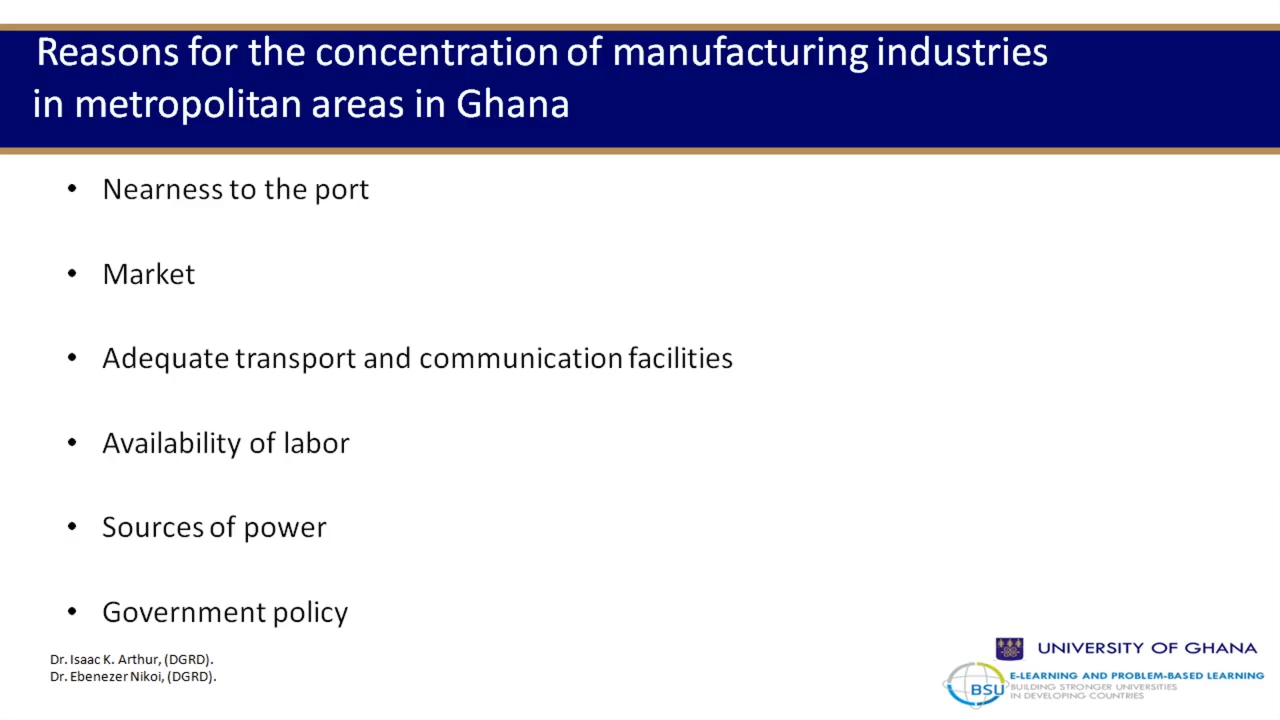 Reasons for the concentration of manufacturing industries
in metropolitan areas in Ghana
• Nearness to the port
• Market
• Adequate transport and communication facilities
• Availability of labor
• Sources of power
• Government policy
Dr. Isaac K. Arthur, (DGRD).
Dr. Ebenezer Nikoi, (DGRD).
UNIVERSITY OF GHANA
BSU
E-LEARNING AND PROBLEM-BASED LEARNING
BUILDING STRONGER UNIVERSITIES
IN DEVELOPING COUNTRIES